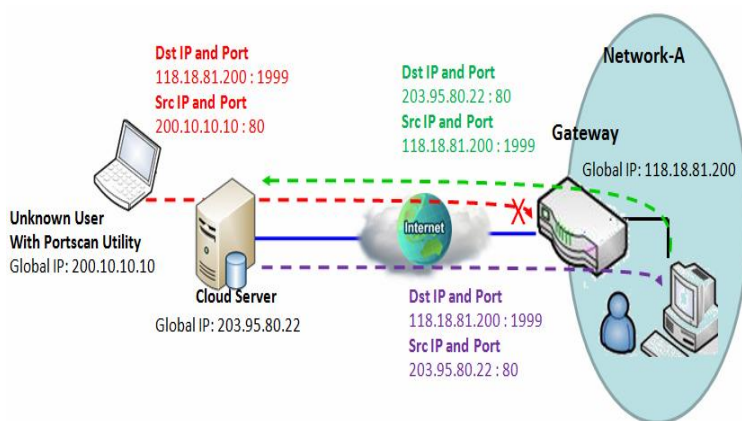 Dst IP and Port
118.18.81.200 : 1999
Src IP and Port
200.10.10.10 : 80
Dst IP and Port
203.95.80.22 : 80
Src IP and Port
118.18.81.200 : 1999
Network-A
Gateway
Global IP: 118.18.81.200
Unknown User
With Portscan Utility
Global IP: 200.10.10.10
Internet
Cloud Server
Global IP: 203.95.80.22
Dst IP and Port
118.18.81.200 : 1999
Src IP and Port
203.95.80.22 : 80